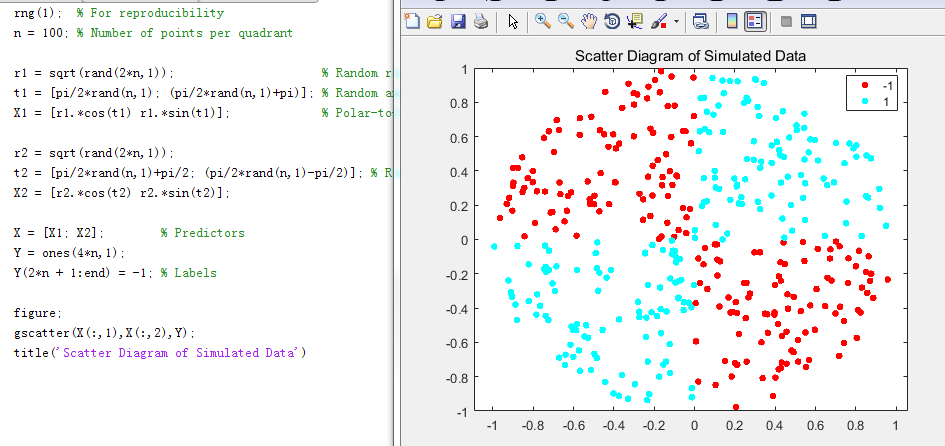 rng(1); % For reproducibility
n = 100; % Number of points per quadrant
r1 = sqrt(rand(2*n,1)); % Random r
t1 = [pi/2*rand(n,1); (pi/2*rand(n,1)+pi)]; % Random a
X1 = [r1.*cos(t1) r1.*sin(t1)]; % Polar-to
r2 = sqrt(rand(2*n,1));
t2 = [pi/2*rand(n,1)+pi/2; (pi/2*rand(n,1)-pi/2)]; % R
X2 = [r2.*cos(t2) r2.*sin(t2)];
X = [X1; X2]; % Predictors
Y = ones(4*n,1);
Y(2*n + 1:end) = -1; % Labels
figure;
gscatter(X(:,1),X(:,2),Y);
title('Scatter Diagram of Simulated Data')
Scatter Diagram of Simulated Data
-1
1
1
0.8
0.6
0.4
0.2
0
-0.2
-0.4
-0.6
-0.8
-1
-1 -0.8 -0.6 -0.4 -0.2 0 0.2 0.4 0.6 0.8 1